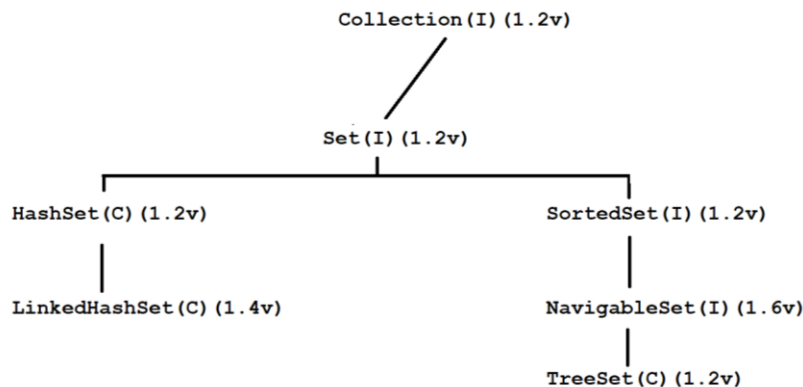 Collection(I)(1.2v)
Set(I)(1.2v)
HashSet(C)(1.2v)
SortedSet(I)(1.2v)
LinkedHashSet(C)(1.4v)
NavigableSet(I)(1.6v)
TreeSet(C)(1.2v)